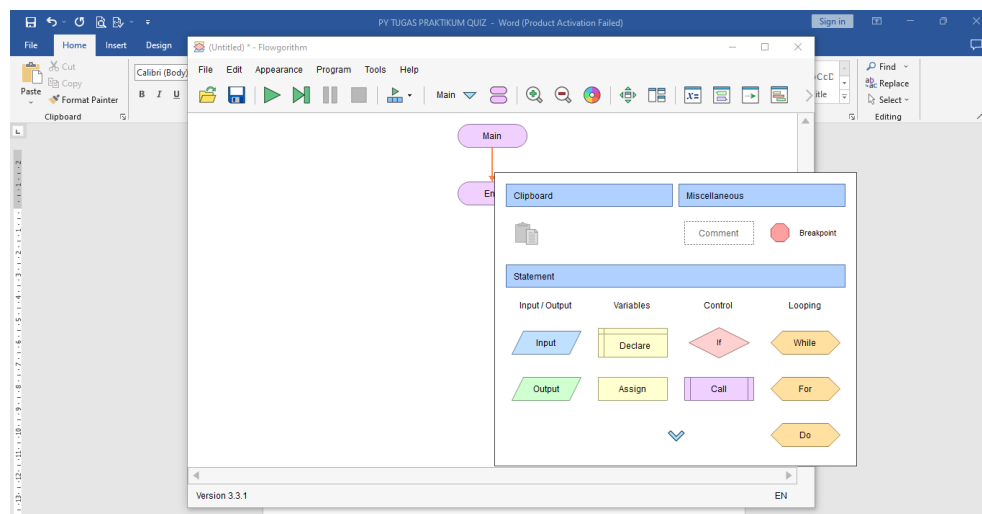 PY TUGAS PRAKTIKUM QUIZ - Word (Product Activation Failed)
Sign in
File Home Insert Design
Cut
Copy
Paste
Format Painter
Clipboard
Calibri (Body)
B I U
Find
Replace
Select
Editing
(Untitled) * - Flowgorithm
File Edit Appearance Program Tools Help
Main
x=
Main
Clipboard Miscellaneous
Comment Breakpoint
Statement
Input / Output Variables Control Looping
Input Declare If While
Output Assign Call For
Do
Version 3.3.1 EN